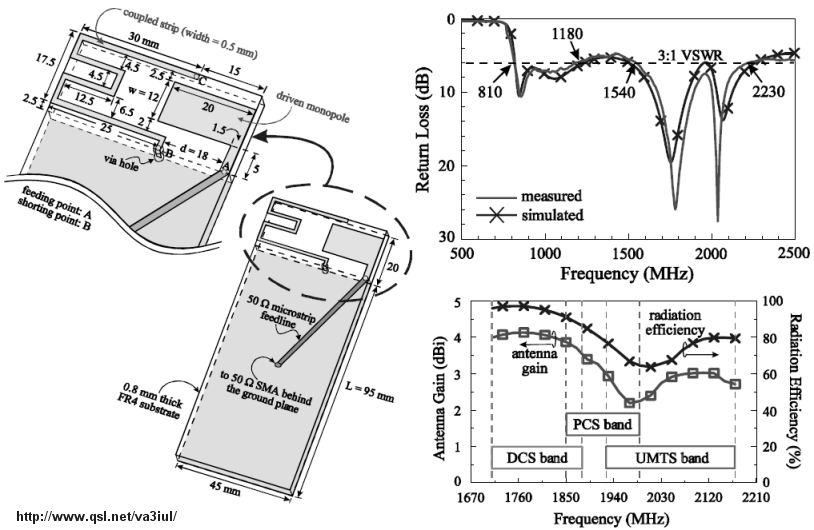 coupled strip (width = 0.5 mm)
30 mm
15
17.5
4.5
2.5
C
4.5
w = 12
20
driven monopole
12.5
6.5
2
1.5
2.5
25
B
d = 18
A
5
via hole
feeding point: A
shorting point: B
20
50 Ω microstrip
feedline
to 50 Ω SMA behind
the ground plane
L = 95 mm
0.8 mm thick
FR4 substrate
45 mm
http://www.qsl.net/va3iul/
Return Loss (dB)
0
10
20
30
1180
3:1 VSWR
810
1540
2230
measured
simulated
500 1000 1500 2000 2500
Frequency (MHz)
Antenna Gain (dBi)
5
4
3
2
1
0
antenna
gain
radiation
efficiency
PCS band
DCS band
UMTS band
100
80
60
40
20
0
Radiation Efficiency (%)
1670 1760 1850 1940 2030 2120 2210
Frequency (MHz)